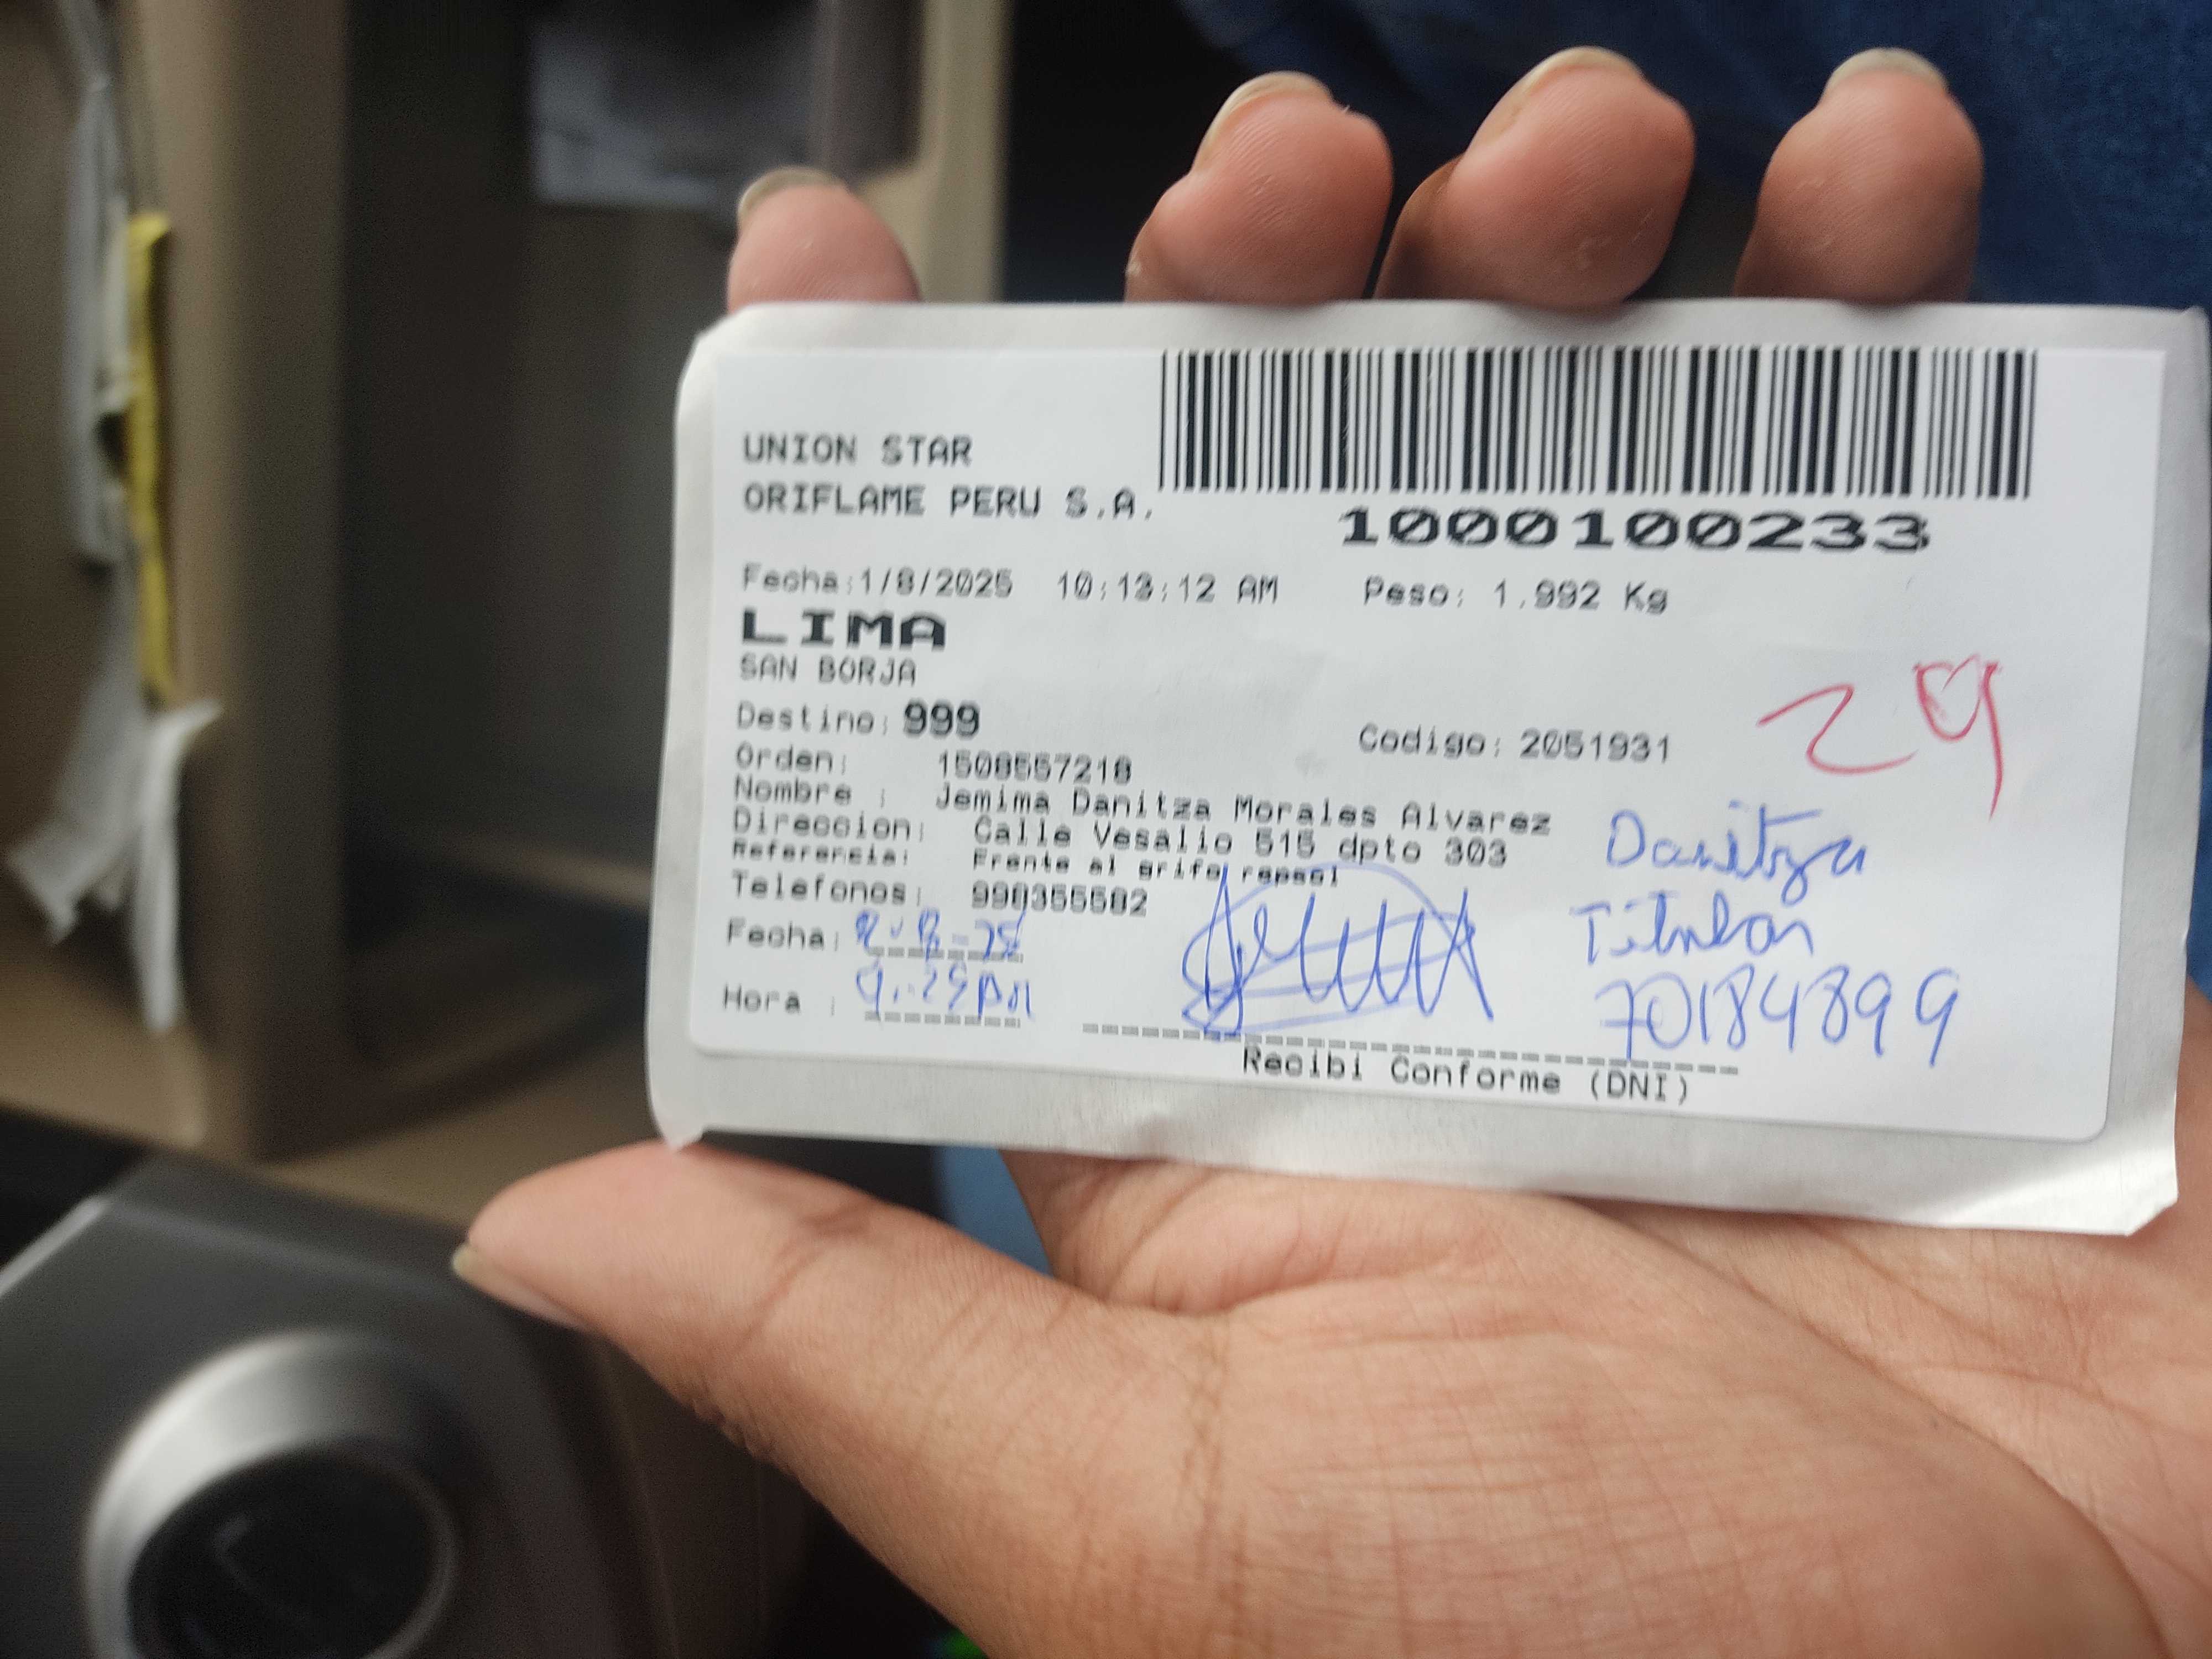 UNION STAR
ORIFLAME PERU S.A.
1000100233
Fecha:1/8/2025 10:13:12 AM Peso: 1.992 Kg
LIMA
SAN BORJA
Destino: 999
Codigo: 2051931
29
Orden: 1508557218
Nombre : Jemima Danitza Morales Alvarez
Direccion: Calle Vesalio 515 dpto 303
Referencia: Frente al grifo repsol
Telefonos: 990355502
Danitza
Titular
70184899
Fecha:
Hora :
Recibi Conforme (DNI)